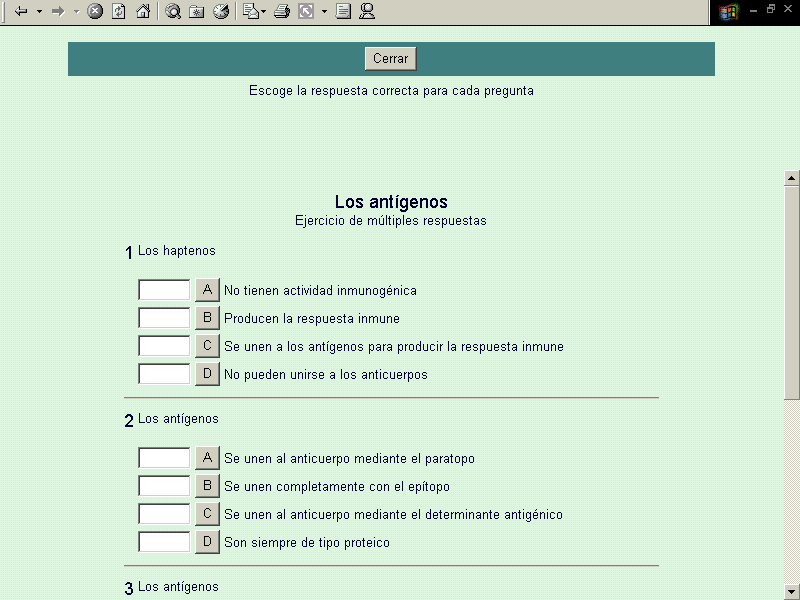 Cerrar
Escoge la respuesta correcta para cada pregunta
Los antígenos
Ejercicio de múltiples respuestas
1 Los haptenos
A No tienen actividad inmunogénica
B Producen la respuesta inmune
C Se unen a los antígenos para producir la respuesta inmune
D No pueden unirse a los anticuerpos
2 Los antígenos
A Se unen al anticuerpo mediante el paratopo
B Se unen completamente con el epítopo
C Se unen al anticuerpo mediante el determinante antigénico
D Son siempre de tipo proteico
3 Los antígenos